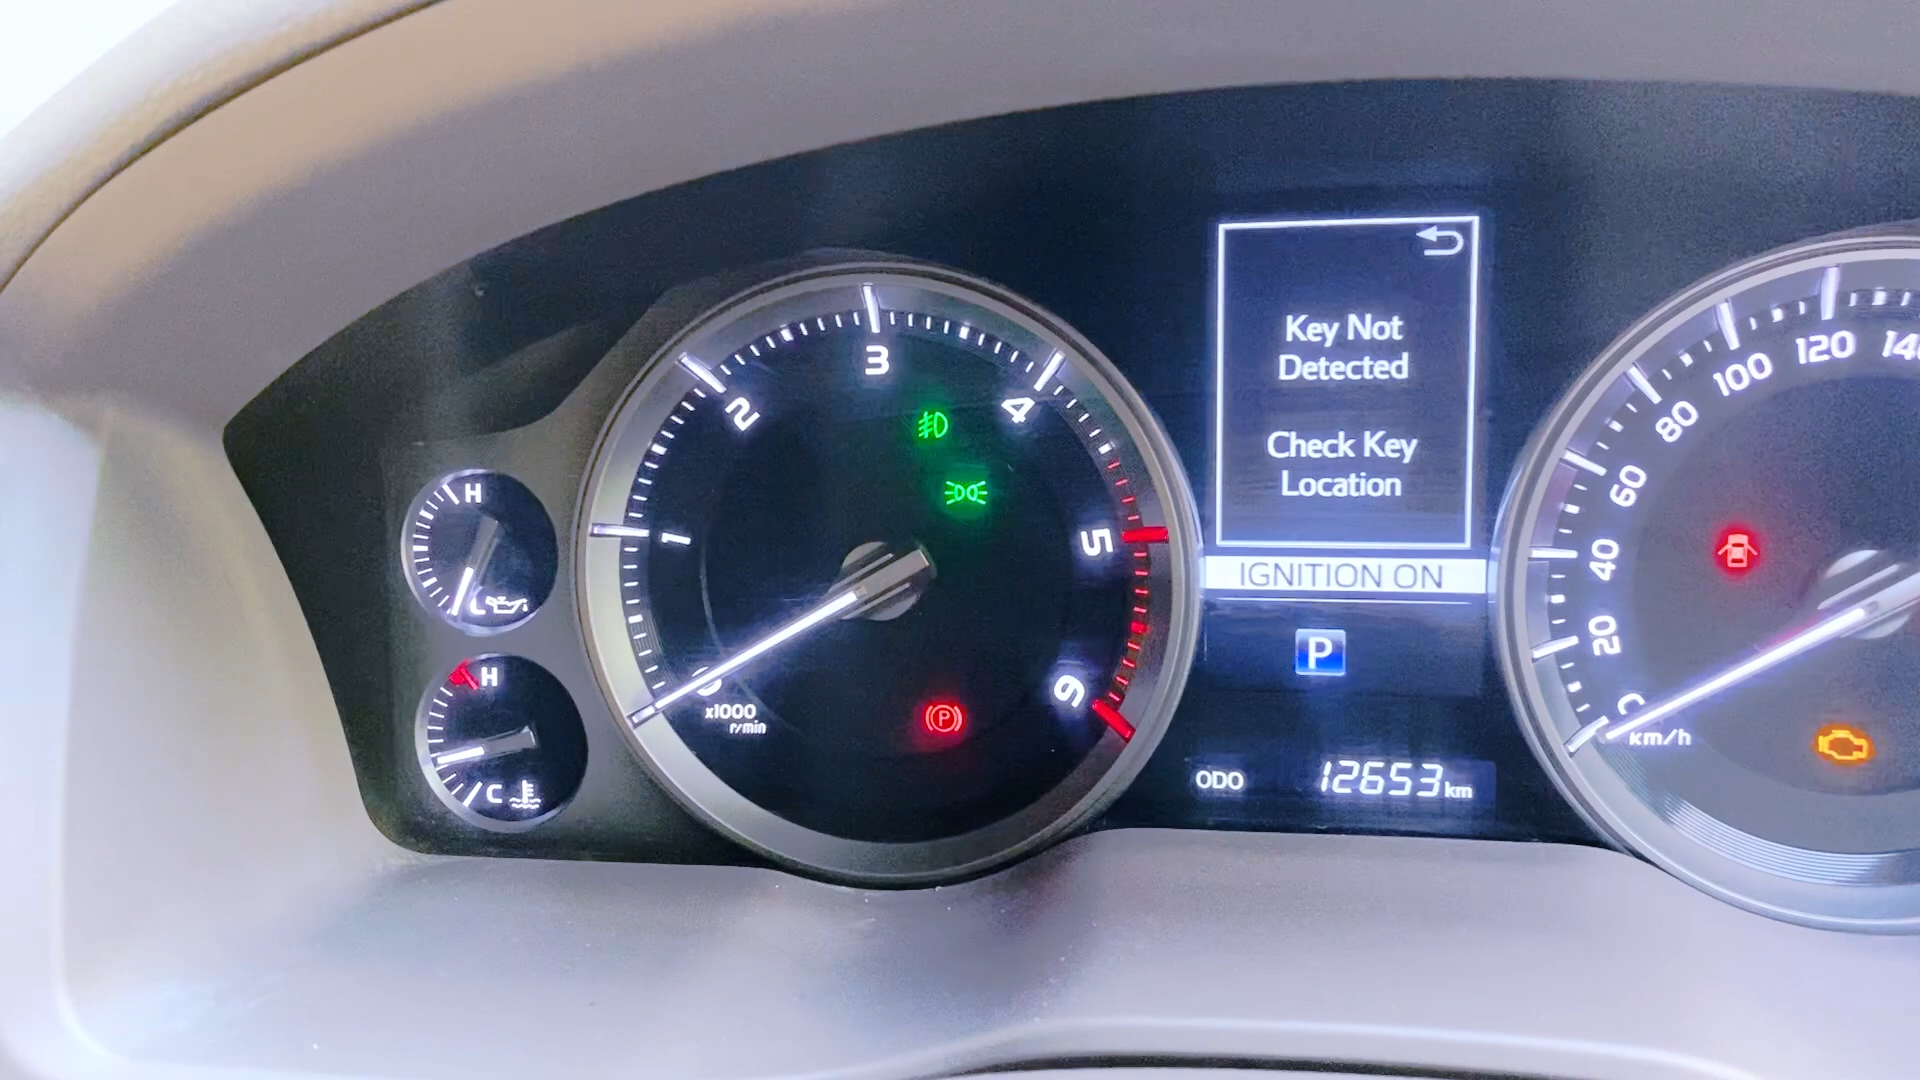 H
L
H
C
1
2
3
4
5
6
x1000
r/min
P
Key Not
Detected
Check Key
Location
IGNITION ON
P
ODO 12653 km
0
20
40
60
80
100
120
km/h